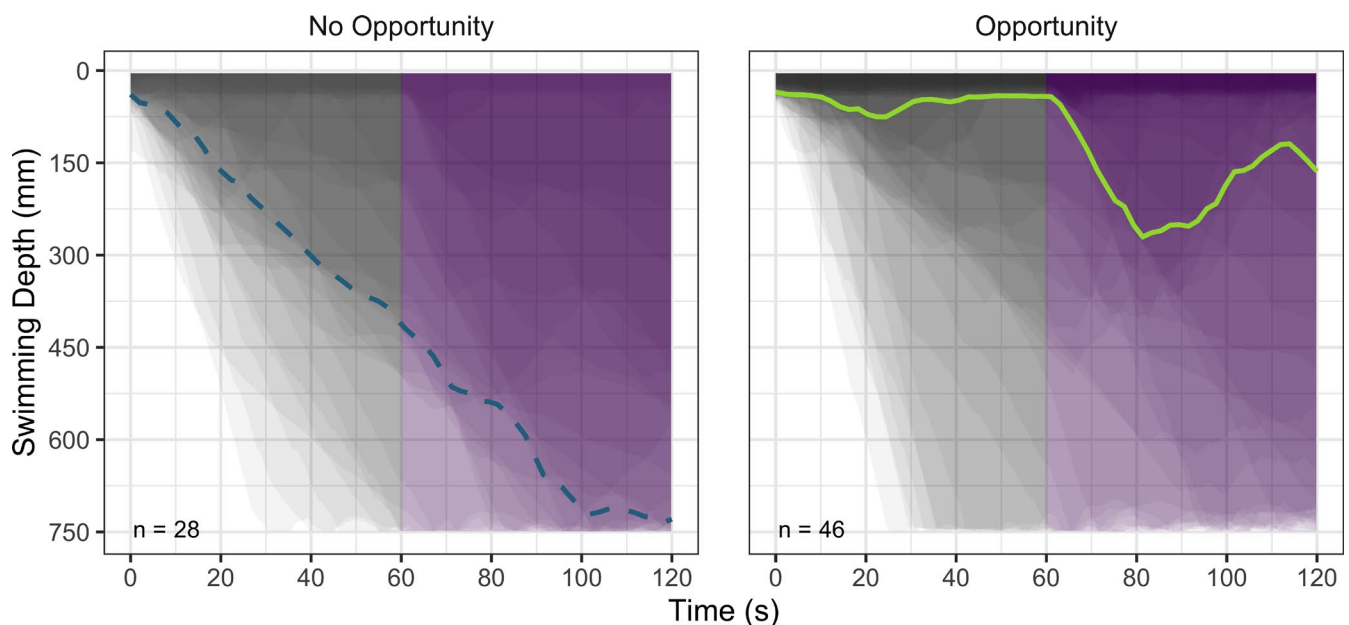 No Opportunity
Opportunity
Swimming Depth (mm)
0
150
300
450
600
750
n = 28
n = 46
0 20 40 60 80 100 120
0 20 40 60 80 100 120
Time (s)